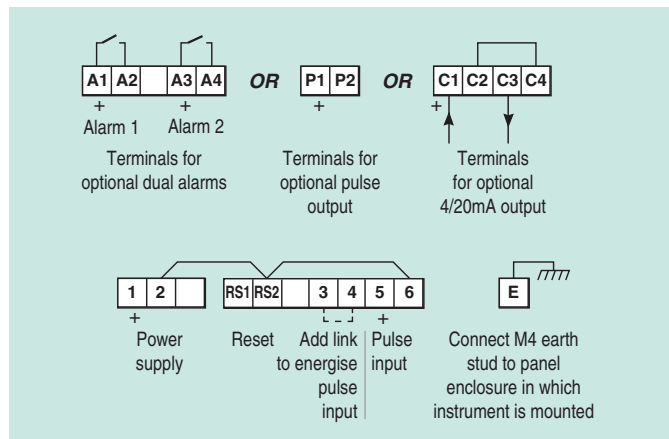 A1 A2 A3 A4 OR P1 P2 OR C1 C2 C3 C4
+ + + +
Alarm 1 Alarm 2
Terminals for
optional dual alarms
Terminals for
optional pulse
output
Terminals
for optional
4/20mA output
1 2 RS1 RS2 3 4 5 6 E
+ +
Power
supply
Reset
Add link
to energise
pulse
input
Pulse
input
Connect M4 earth
stud to panel
enclosure in which
instrument is mounted